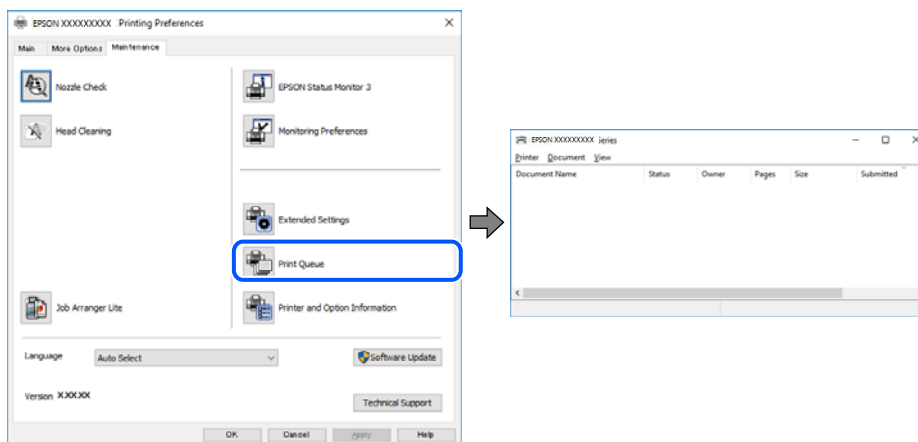 EPSON XXXXXXXXX Printing Preferences
Main More Options Maintenance
Nozzle Check
EPSON Status Monitor 3
Head Cleaning
Monitoring Preferences
Extended Settings
Print Queue
Job Arranger Lite
Printer and Option Information
Language Auto Select
Software Update
Version X.XX.XX
Technical Support
OK Cancel Apply Help
EPSON XXXXXXXXX ieries
Printer Document View
Document Name Status Owner Pages Size Submitted